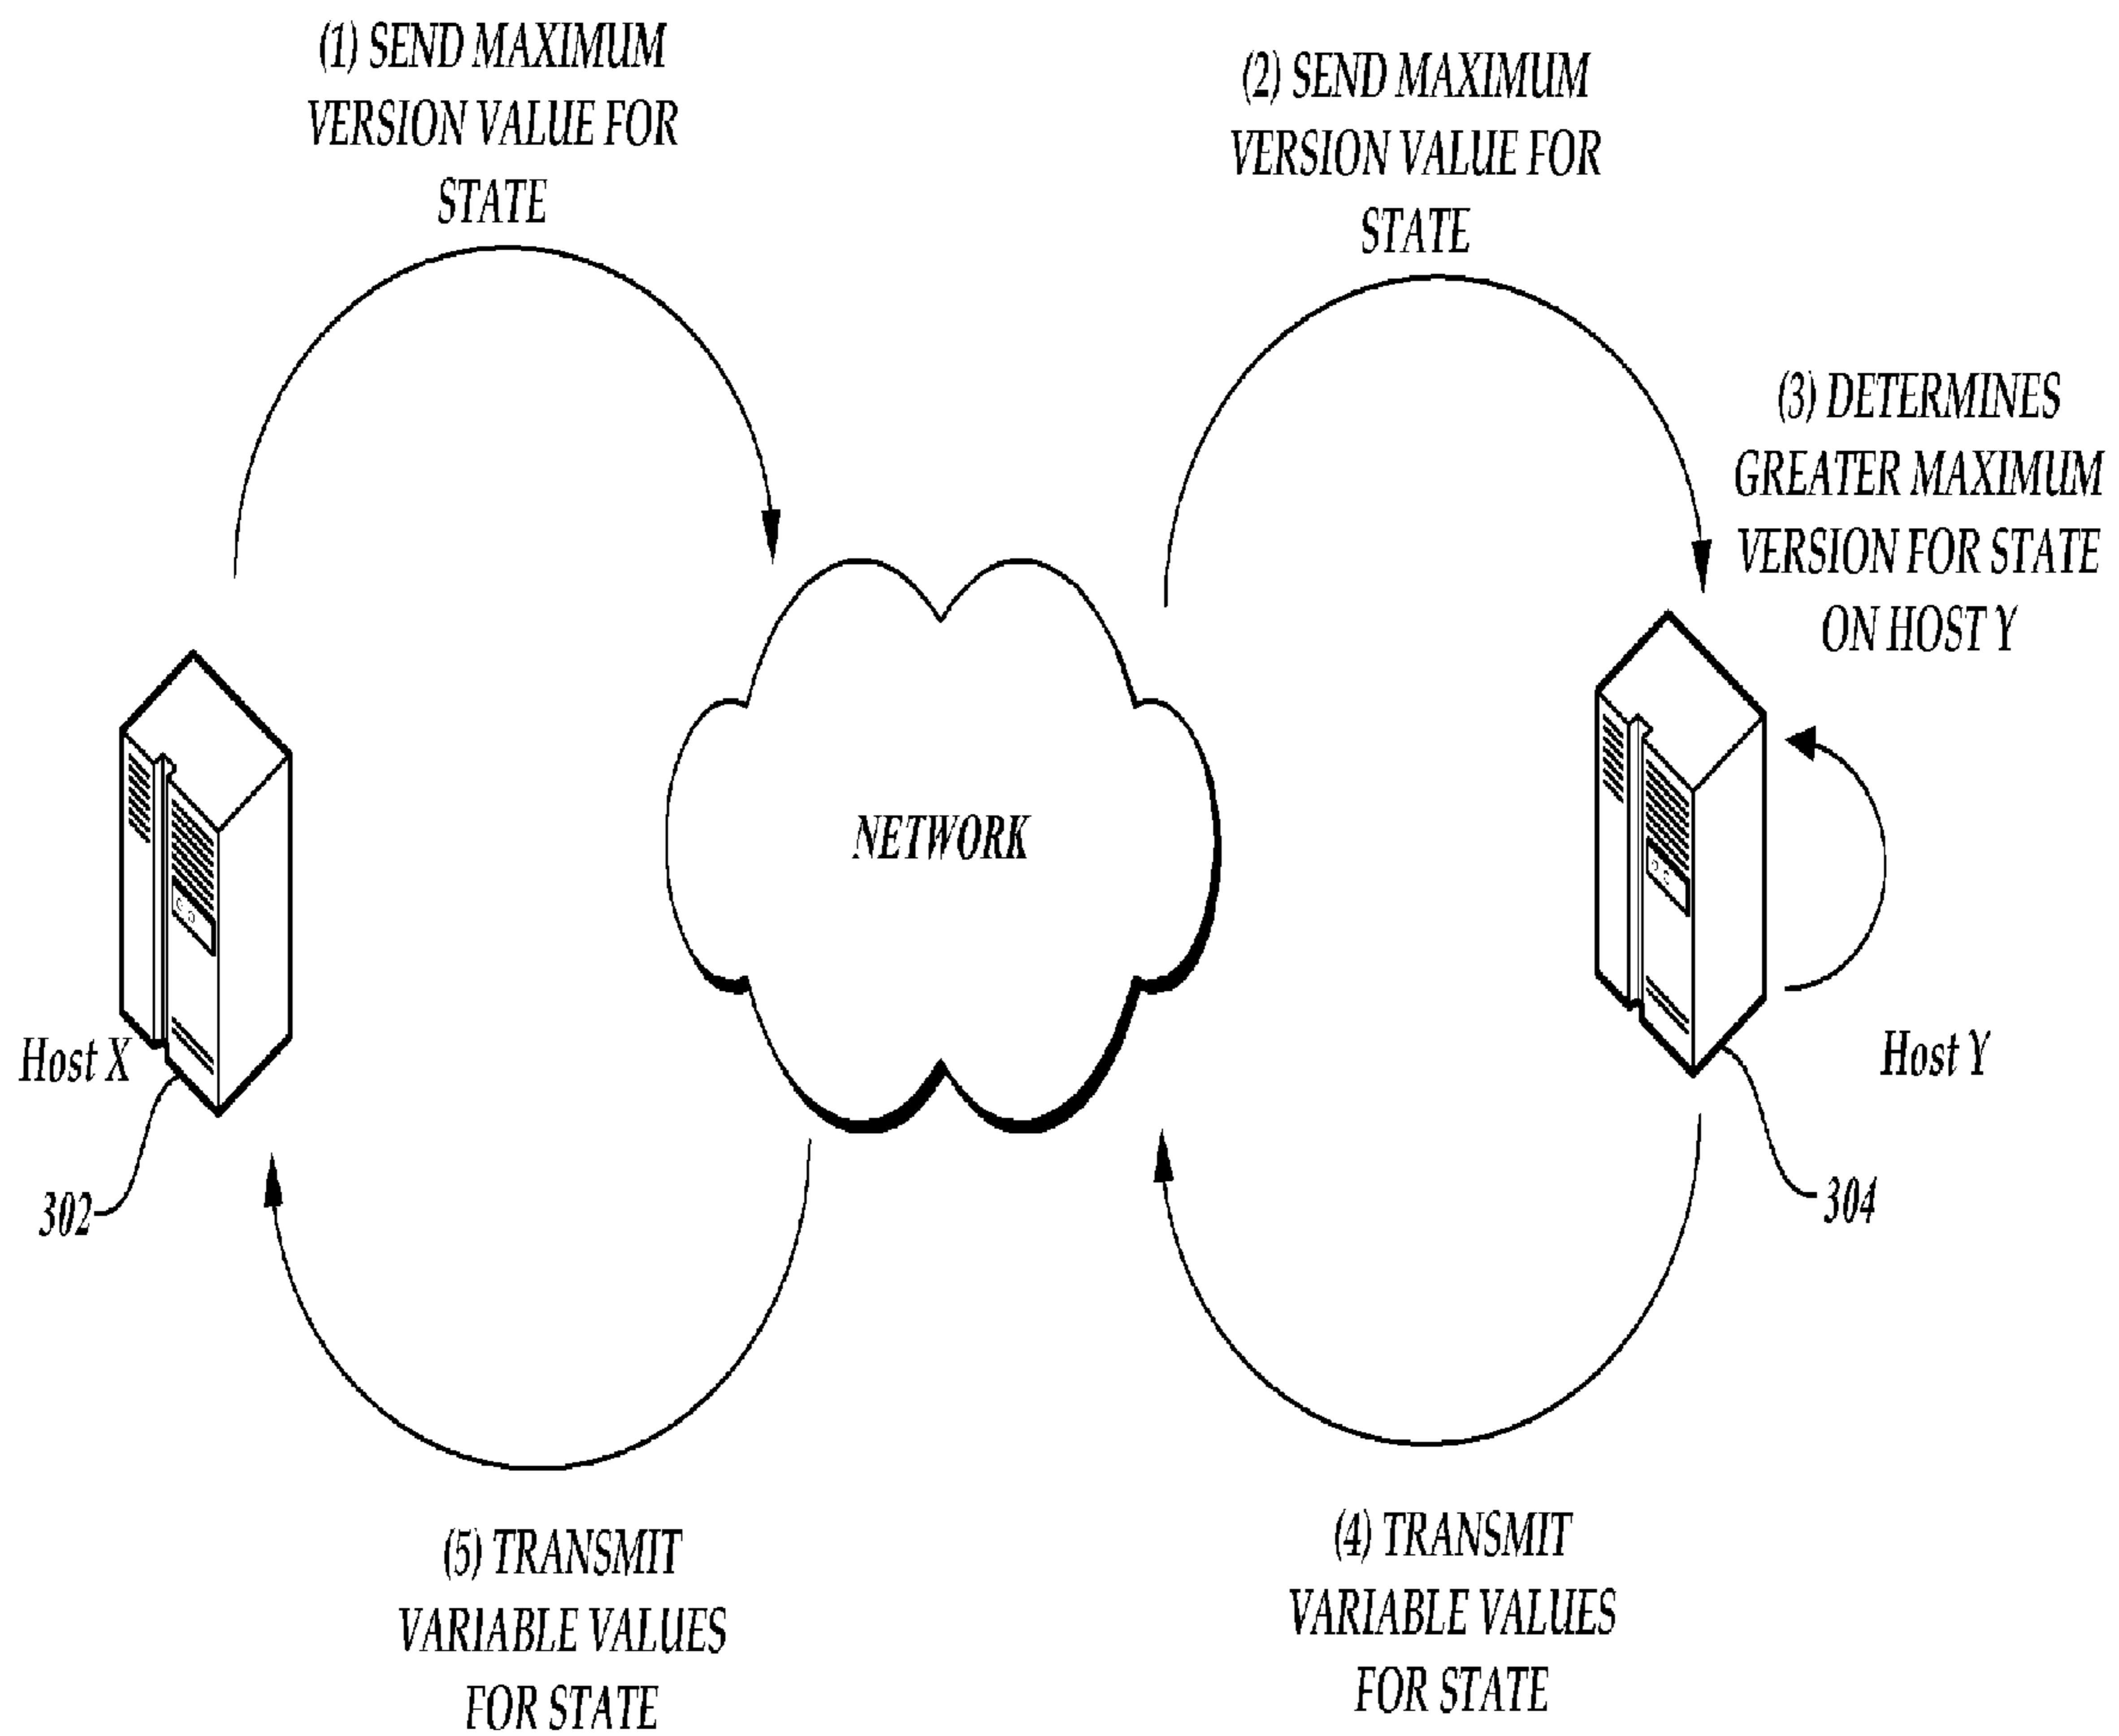 (1) SEND MAXIMUM
VERSION VALUE FOR
STATE
(2) SEND MAXIMUM
VERSION VALUE FOR
STATE
(3) DETERMINES
GREATER MAXIMUM
VERSION FOR STATE
ON HOST Y
NETWORK
Host X
302
Host Y
304
(5) TRANSMIT
VARIABLE VALUES
FOR STATE
(4) TRANSMIT
VARIABLE VALUES
FOR STATE